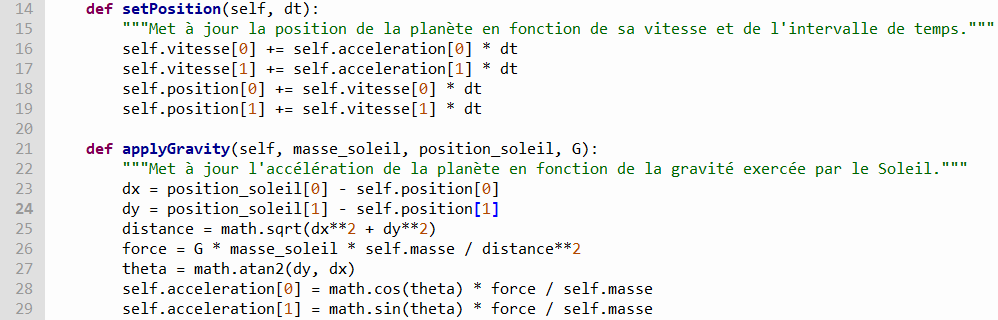 14 def setPosition(self, dt):
15 """Met à jour la position de la planète en fonction de sa vitesse et de l'intervalle de temps."""
16 self.vitesse[0] += self.acceleration[0] * dt
17 self.vitesse[1] += self.acceleration[1] * dt
18 self.position[0] += self.vitesse[0] * dt
19 self.position[1] += self.vitesse[1] * dt
20
21 def applyGravity(self, masse_soleil, position_soleil, G):
22 """Met à jour l'accélération de la planète en fonction de la gravité exercée par le Soleil."""
23 dx = position_soleil[0] - self.position[0]
24 dy = position_soleil[1] - self.position[1]
25 distance = math.sqrt(dx**2 + dy**2)
26 force = G * masse_soleil * self.masse / distance**2
27 theta = math.atan2(dy, dx)
28 self.acceleration[0] = math.cos(theta) * force / self.masse
29 self.acceleration[1] = math.sin(theta) * force / self.masse